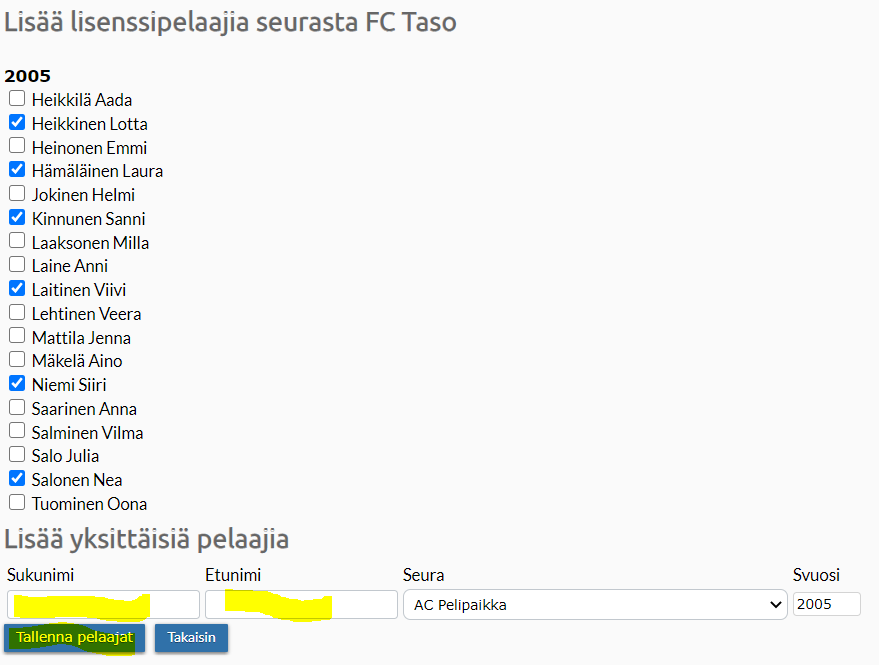 Lisää lisenssipelaajia seurasta FC Taso
2005
Heikkilä Aada
Heikkinen Lotta
Heinonen Emmi
Hämäläinen Laura
Jokinen Helmi
Kinnunen Sanni
Laaksonen Milla
Laine Anni
Laitinen Viivi
Lehtinen Veera
Mattila Jenna
Mäkelä Aino
Niemi Siiri
Saarinen Anna
Salminen Vilma
Salo Julia
Salonen Nea
Tuominen Oona
Lisää yksittäisiä pelaajia
Sukunimi Etunimi Seura Svuosi
AC Pelipaikka 2005
Tallenna pelaajat Takaisin